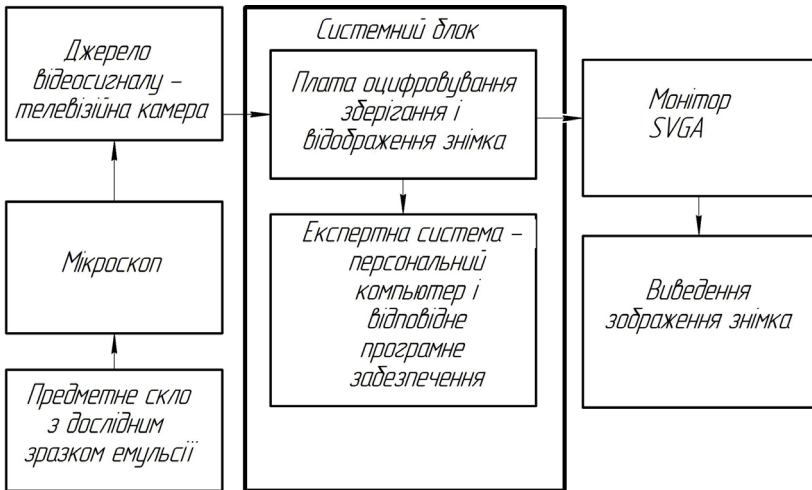 Джерело
відеосигналу –
телевізійна камера
Мікроскоп
Предметне скло
з дослідним
зразком емульсії
Системний блок
Плата оцифровування
зберігання і
відображення знімка
Експертна система –
персональний
комп'ютер і
відповідне
програмне
забезпечення
Монітор
SVGA
Виведення
зображення знімка